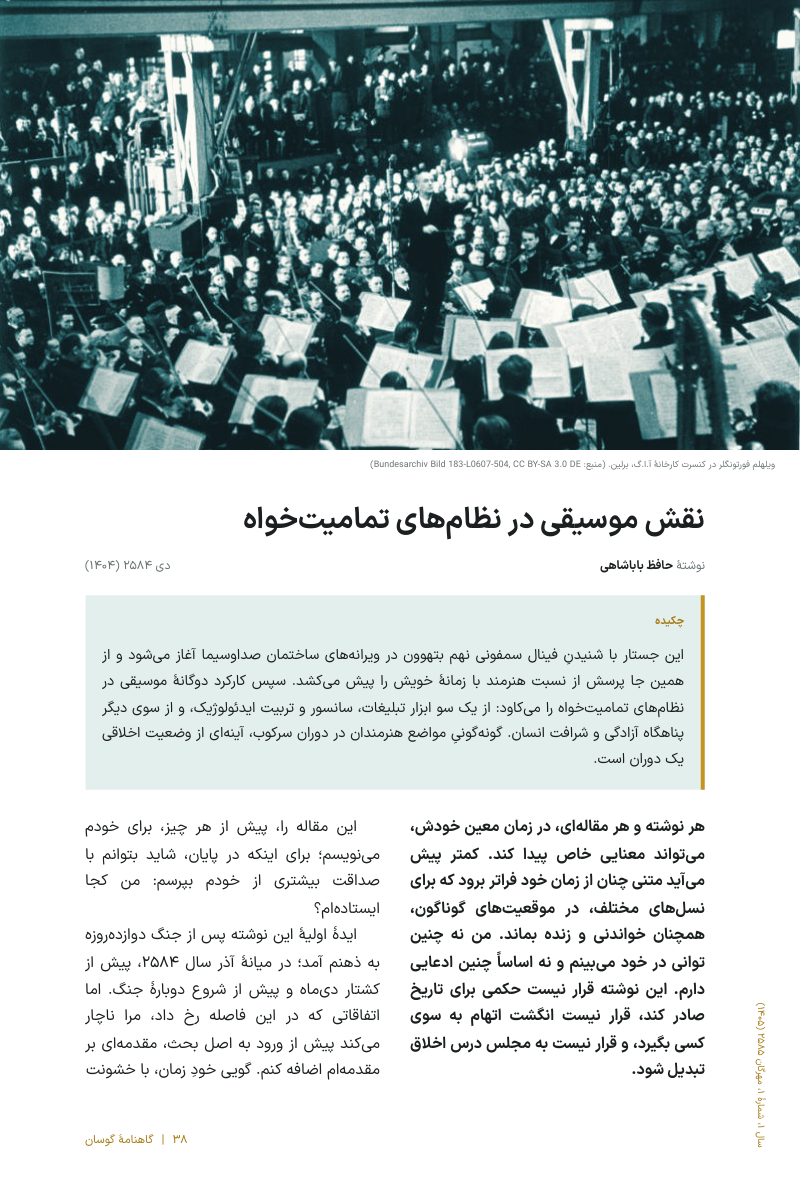 ویلهلم فورتونگلر در کنسرت کارخانهٔ آ.ا.گ، برلین. (منبع: Bundesarchiv Bild 183-L0607-504, CC BY-SA 3.0 DE)
نقش موسیقی در نظام‌های تمامیت‌خواه
نوشتهٔ حافظ باباشاهی
دی ۲۵۸۴ (۱۴۰۴)
چکیده
این جستار با شنیدنِ فینال سمفونی نهم بتهوون در ویرانه‌های ساختمان صداوسیما آغاز می‌شود و از
همین جا پرسش از نسبت هنرمند با زمانهٔ خویش را پیش می‌کشد. سپس کارکرد دوگانهٔ موسیقی در
نظام‌های تمامیت‌خواه را می‌کاود: از یک سو ابزار تبلیغات، سانسور و تربیت ایدئولوژیک، و از سوی دیگر
پناهگاه آزادگی و شرافت انسان. گونه‌گونیِ مواضع هنرمندان در دوران سرکوب، آینه‌ای از وضعیت اخلاقی
یک دوران است.
هر نوشته و هر مقاله‌ای، در زمان معین خودش،
می‌تواند معنایی خاص پیدا کند. کمتر پیش
می‌آید متنی چنان از زمان خود فراتر برود که برای
نسل‌های مختلف، در موقعیت‌های گوناگون،
همچنان خواندنی و زنده بماند. من نه چنین
توانی در خود می‌بینم و نه اساساً چنین ادعایی
دارم. این نوشته قرار نیست حکمی برای تاریخ
صادر کند، قرار نیست انگشت اتهام به سوی
کسی بگیرد، و قرار نیست به مجلس درس اخلاق
تبدیل شود.
این مقاله را، پیش از هر چیز، برای خودم
می‌نویسم؛ برای اینکه در پایان، شاید بتوانم با
صداقت بیشتری از خودم بپرسم: من کجا
ایستاده‌ام؟
ایدهٔ اولیهٔ این نوشته پس از جنگ دوازده‌روزه
به ذهنم آمد؛ در میانهٔ آذر سال ۲۵۸۴، پیش از
کشتار دی‌ماه و پیش از شروع دوبارهٔ جنگ. اما
اتفاقاتی که در این فاصله رخ داد، مرا ناچار
می‌کند پیش از ورود به اصل بحث، مقدمه‌ای بر
مقدمه‌ام اضافه کنم. گویی خودِ زمان، با خشونت
سال ۱، شمارهٔ ۱، مهرگان ۲۵۸۵ (۱۴۰۵)
۳۸ | گاهنامهٔ گوسان